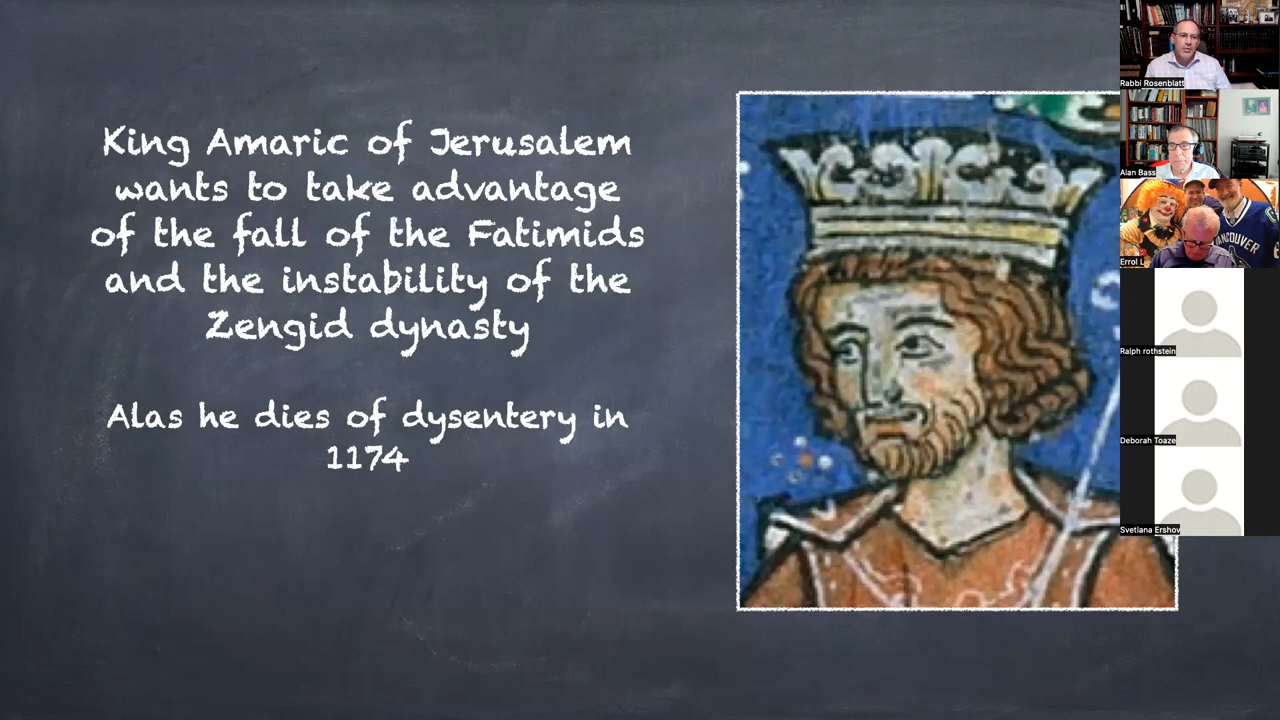 King Amaric of Jerusalem
wants to take advantage
of the fall of the Fatimids
and the instability of the
Zengid dynasty
Alas he dies of dysentery in
1174
Rabbi Rosenblatt
Alan Bass
Errol L
VANCOUVER
Ralph rothstein
Deborah Toaze
Svetlana Ershov